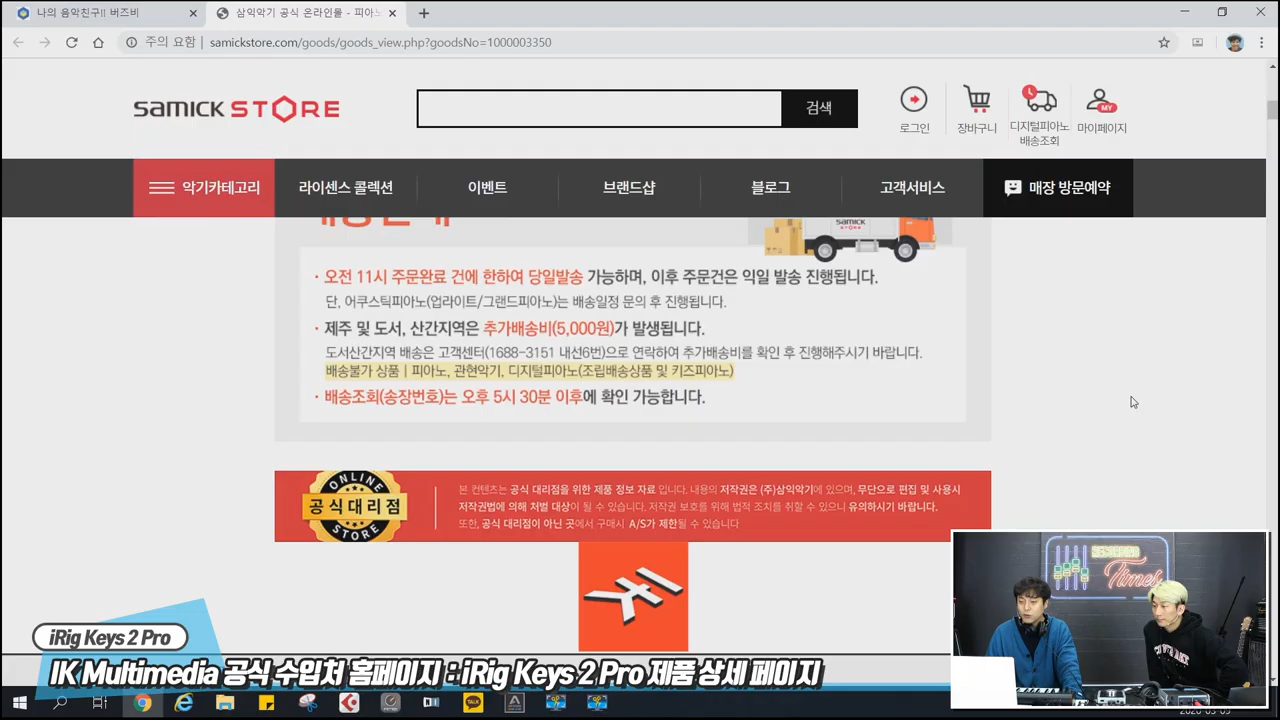 나의 음악친구!! 버즈비
삼익악기 공식 온라인몰 - 피아노
주의 요함 | samickstore.com/goods/goods_view.php?goodsNo=1000003350
samick STORE
검색
로그인
장바구니
디지털피아노
배송조회
MY
마이페이지
악기카테고리
라이센스 콜렉션
이벤트
브랜드샵
블로그
고객서비스
매장 방문예약
samick
STORE
· 오전 11시 주문완료 건에 한하여 당일발송 가능하며, 이후 주문건은 익일 발송 진행됩니다.
단, 어쿠스틱피아노(업라이트/그랜드피아노)는 배송일정 문의 후 진행됩니다.
· 제주 및 도서, 산간지역은 추가배송비(5,000원)가 발생됩니다.
도서산간지역 배송은 고객센터(1688-3151 내선6번)으로 연락하여 추가배송비를 확인 후 진행해주시기 바랍니다.
배송불가 상품 | 피아노, 관현악기, 디지털피아노(조립배송상품 및 키즈피아노)
· 배송조회(송장번호)는 오후 5시 30분 이후에 확인 가능합니다.
ONLINE
공식대리점
STORE
본 컨텐츠는 공식 대리점을 위한 제품 정보 자료 입니다. 내용의 저작권은 (주)삼익악기에 있으며, 무단으로 편집 및 사용시
저작권법에 의해 처벌 대상이 될 수 있습니다. 저작권 보호를 위해 법적 조치를 취할 수 있으니 유의하시기 바랍니다.
또한, 공식 대리점이 아닌 곳에서 구매시 A/S가 제한될 수 있습니다
Times
iRig Keys 2 Pro
IK Multimedia 공식 수입처 홈페이지 : iRig Keys 2 Pro 제품 상세 페이지
TALK